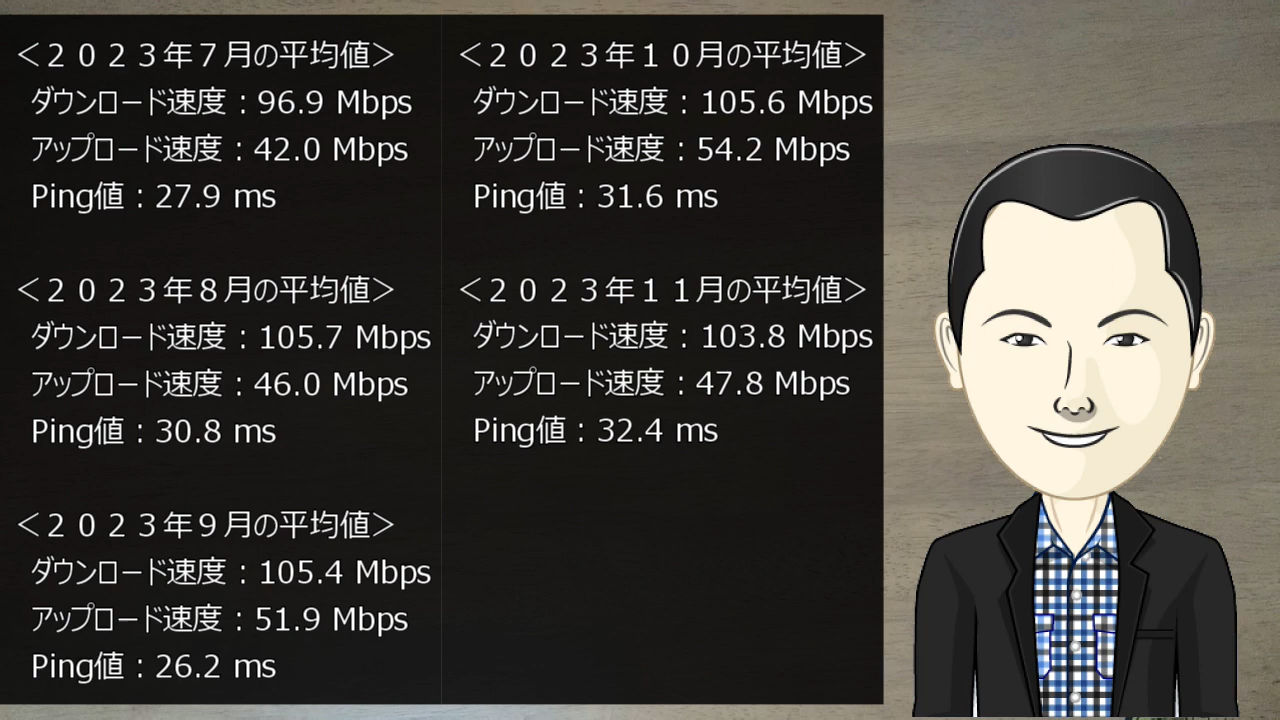 ＜２０２３年７月の平均値＞
ダウンロード速度：96.9 Mbps
アップロード速度：42.0 Mbps
Ping値：27.9 ms
＜２０２３年８月の平均値＞
ダウンロード速度：105.7 Mbps
アップロード速度：46.0 Mbps
Ping値：30.8 ms
＜２０２３年９月の平均値＞
ダウンロード速度：105.4 Mbps
アップロード速度：51.9 Mbps
Ping値：26.2 ms
＜２０２３年１０月の平均値＞
ダウンロード速度：105.6 Mbps
アップロード速度：54.2 Mbps
Ping値：31.6 ms
＜２０２３年１１月の平均値＞
ダウンロード速度：103.8 Mbps
アップロード速度：47.8 Mbps
Ping値：32.4 ms